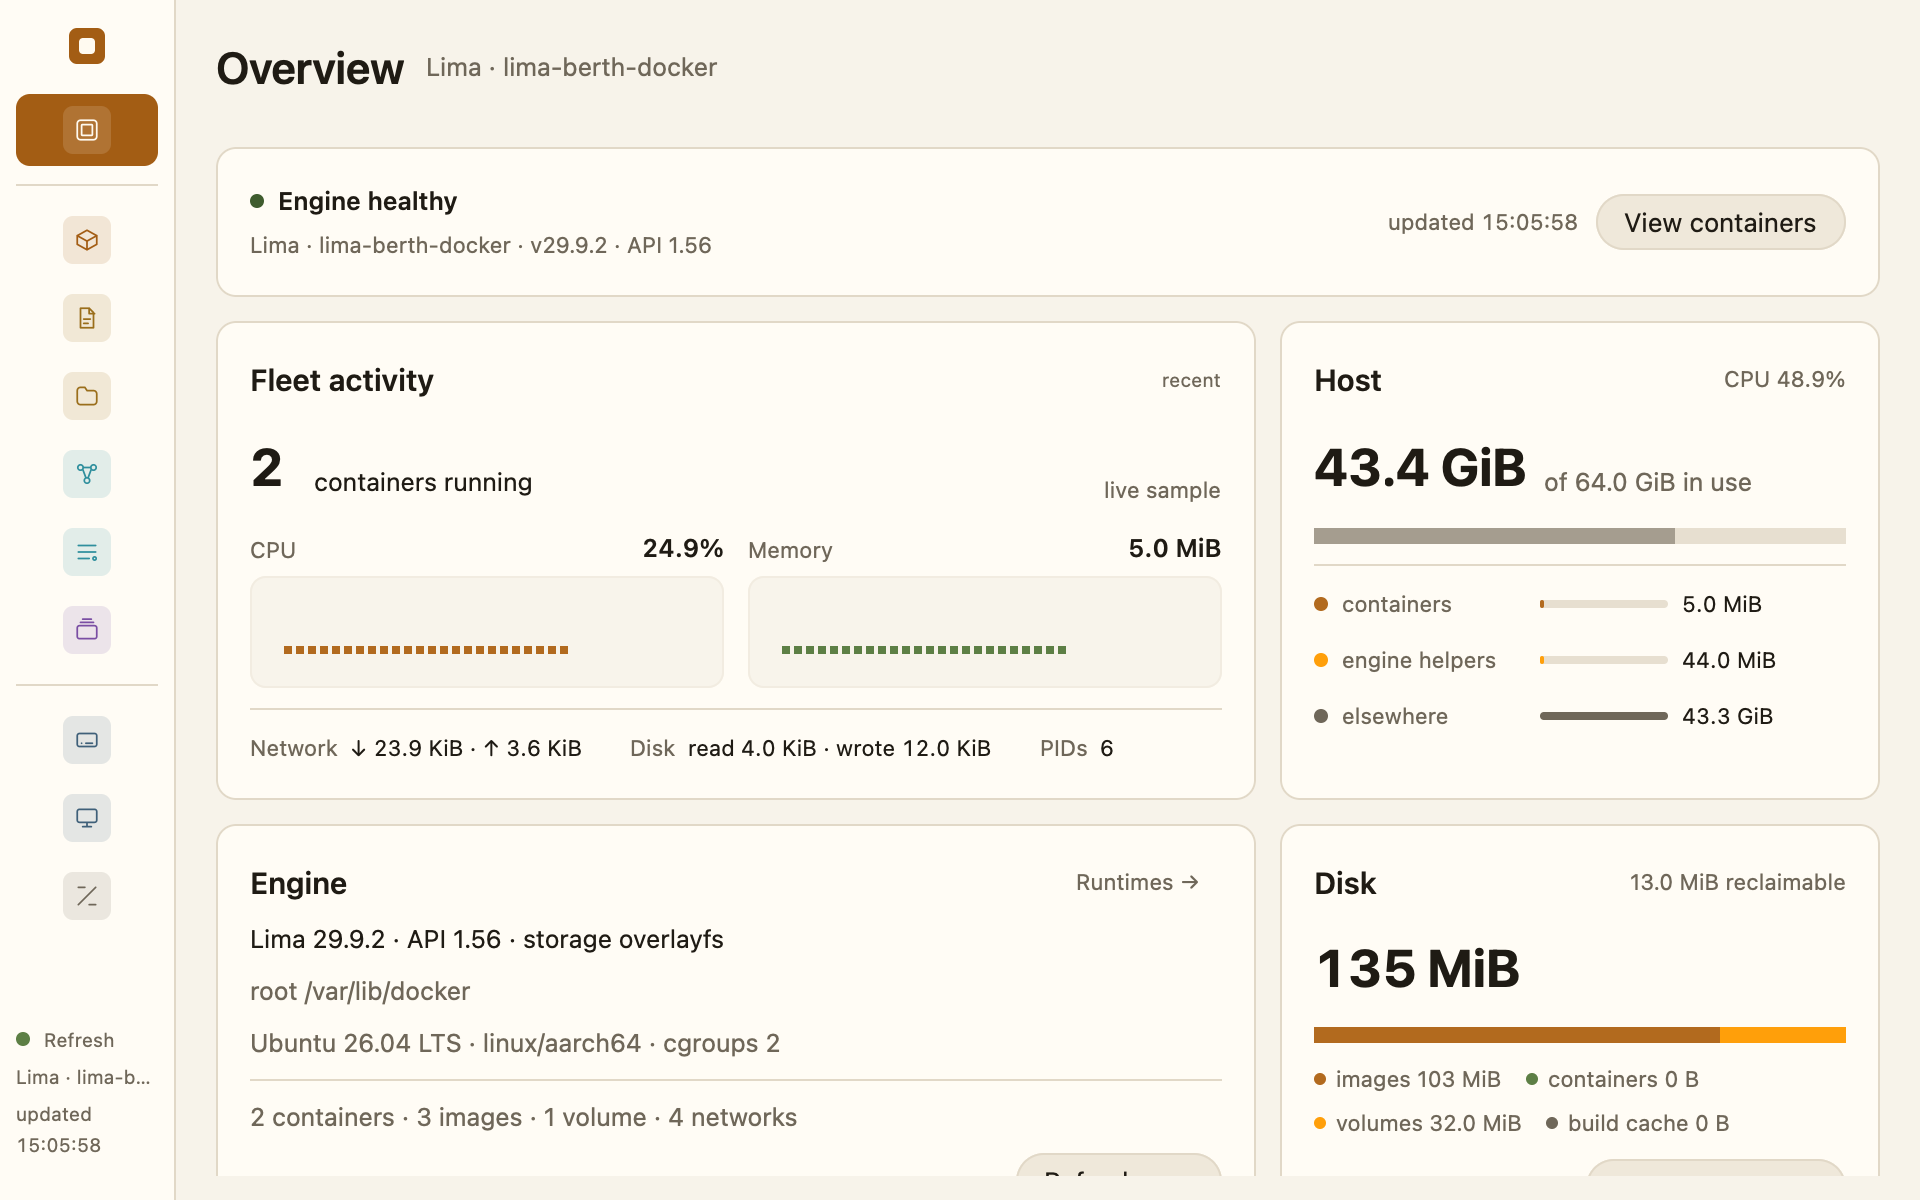 Overview Lima · lima-berth-docker
Engine healthy
Lima · lima-berth-docker · v29.9.2 · API 1.56
updated 15:05:58 View containers
Fleet activity recent
2 containers running live sample
CPU 24.9% Memory 5.0 MiB
Network ↓ 23.9 KiB · ↑ 3.6 KiB Disk read 4.0 KiB · wrote 12.0 KiB PIDs 6
Host CPU 48.9%
43.4 GiB of 64.0 GiB in use
containers 5.0 MiB
engine helpers 44.0 MiB
elsewhere 43.3 GiB
Engine Runtimes →
Lima 29.9.2 · API 1.56 · storage overlayfs
root /var/lib/docker
Ubuntu 26.04 LTS · linux/aarch64 · cgroups 2
2 containers · 3 images · 1 volume · 4 networks
Disk 13.0 MiB reclaimable
135 MiB
images 103 MiB containers 0 B
volumes 32.0 MiB build cache 0 B
Refresh
Lima · lima-b...
updated
15:05:58